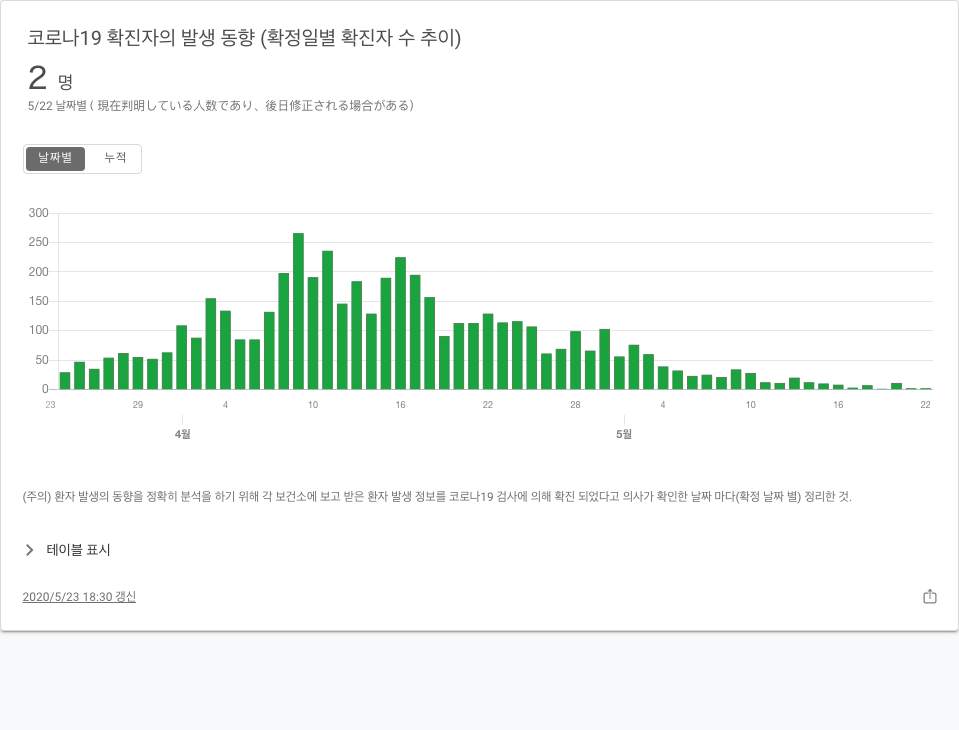 코로나19 확진자의 발생 동향 (확정일별 확진자 수 추이)
2 명
5/22 날짜별 ( 現在判明している人数であり、後日修正される場合がある)
날짜별 누적
300
250
200
150
100
50
0
23 29 4 10 16 22 28 4 10 16 22
4월 5월
(주의) 환자 발생의 동향을 정확히 분석을 하기 위해 각 보건소에 보고 받은 환자 발생 정보를 코로나19 검사에 의해 확진 되었다고 의사가 확인한 날짜 마다(확정 날짜 별) 정리한 것.
테이블 표시
2020/5/23 18:30 갱신